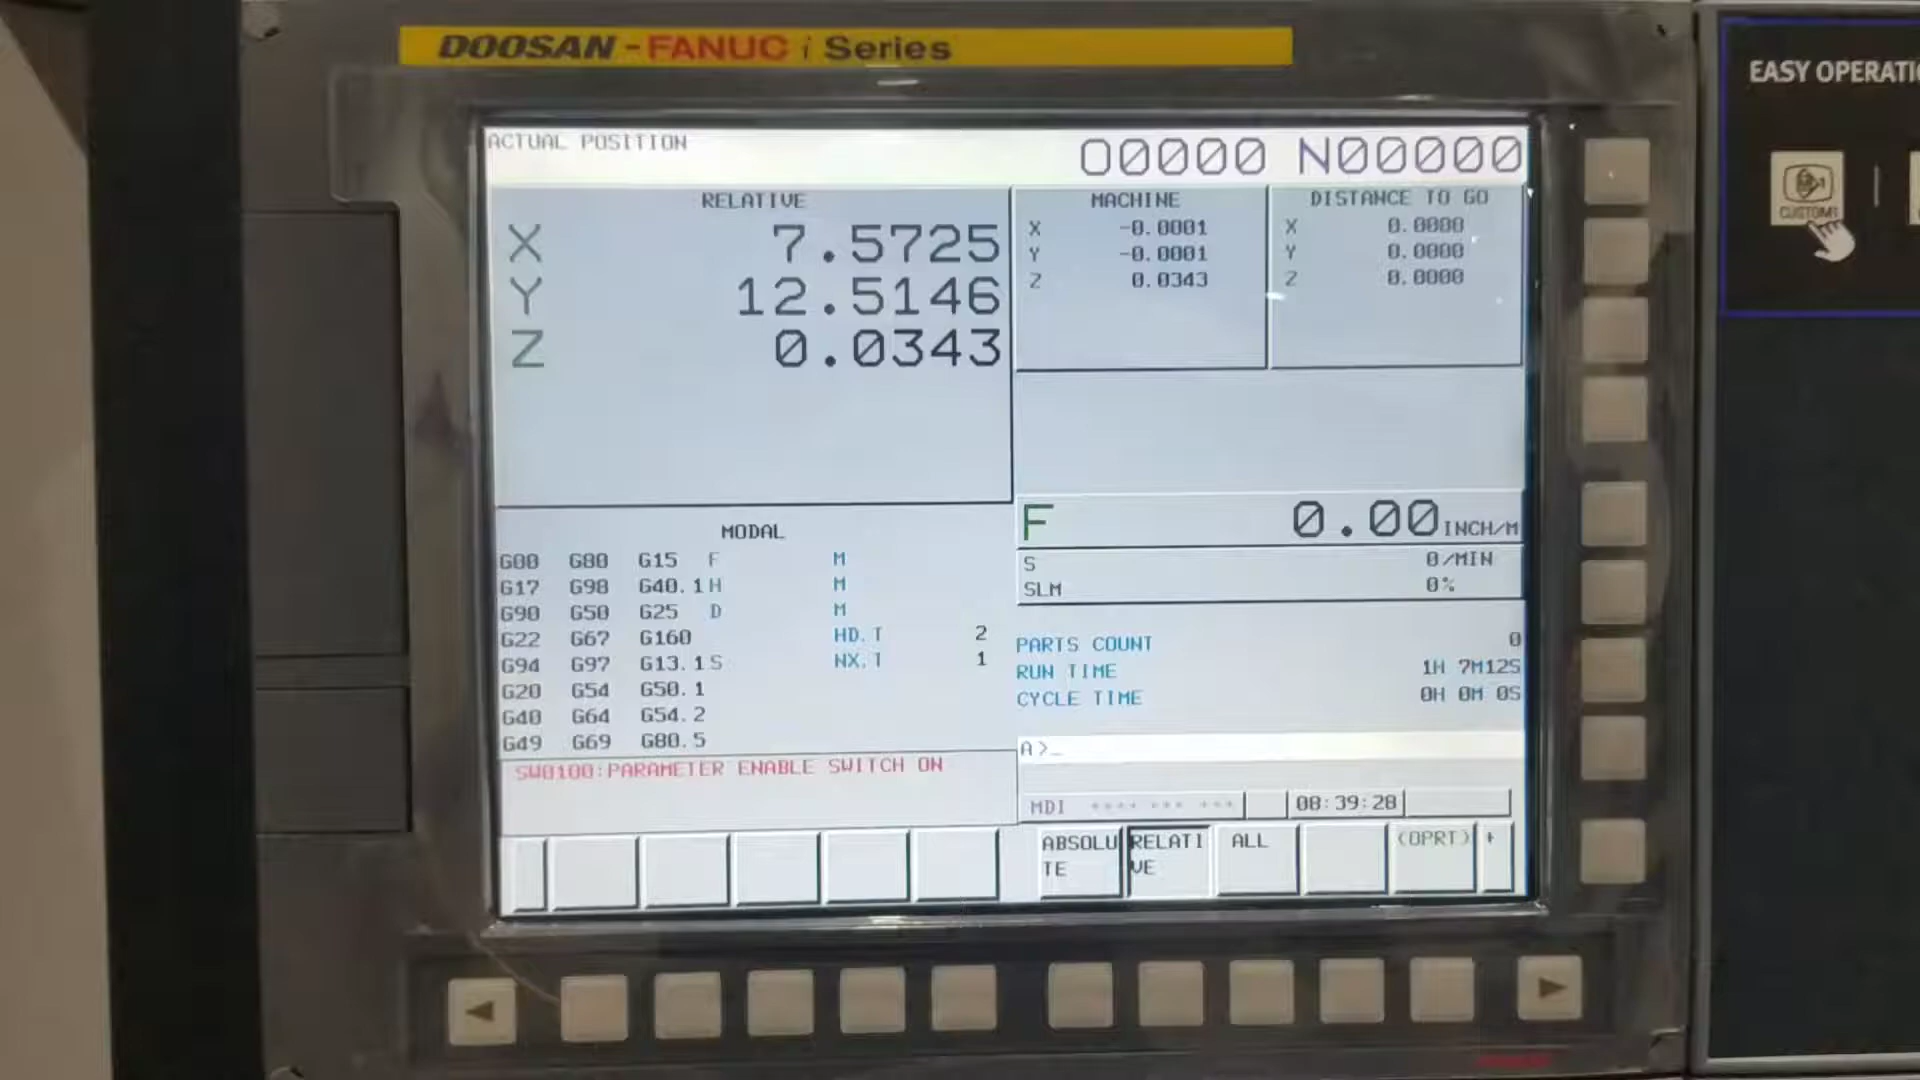 DOOSAN-FANUC i Series
EASY OPERATI
CUSTOM1
ACTUAL POSITION
O0000 N00000
RELATIVE
X 7.5725
Y 12.5146
Z 0.0343
MACHINE
X -0.0001
Y -0.0001
Z 0.0343
DISTANCE TO GO
X 0.0000
Y 0.0000
Z 0.0000
F 0.00 INCH/M
S 0/MIN
SLM 0%
MODAL
G00 G80 G15 F M
G17 G98 G40.1 H M
G90 G50 G25 D M
G22 G67 G160 HD.T 2
G94 G97 G13.1 S NX.T 1
G20 G54 G50.1
G40 G64 G54.2
G49 G69 G80.5
PARTS COUNT 0
RUN TIME 1H 7M12S
CYCLE TIME 0H 0M 0S
SW0100:PARAMETER ENABLE SWITCH ON
A>_
MDI **** *** *** 08:39:28
ABSOLUTE RELATIVE ALL (OPRT) +